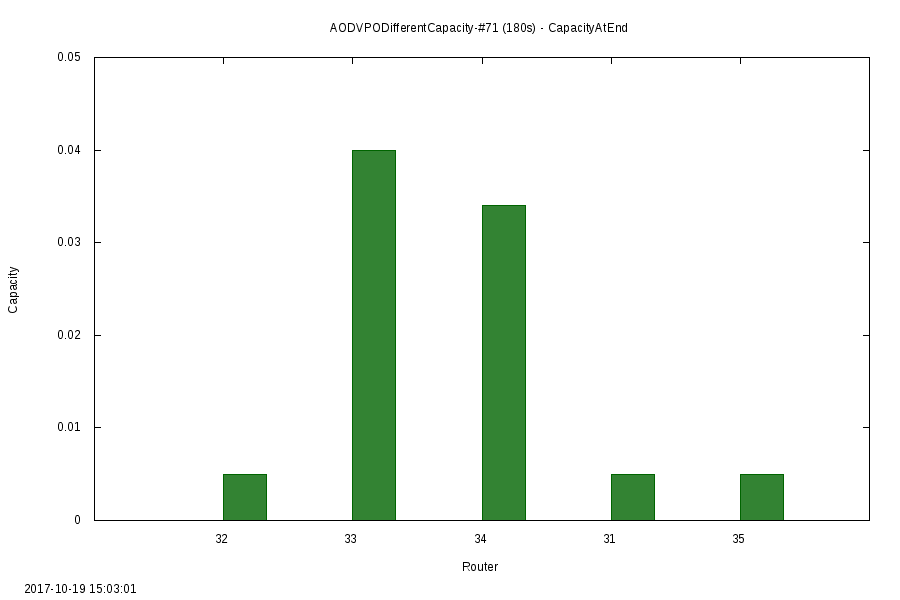 AODVPODifferentCapacity-#71 (180s) - CapacityAtEnd
0.05
0.04
0.03
0.02
0.01
0
Capacity
32 33 34 31 35
Router
2017-10-19 15:03:01